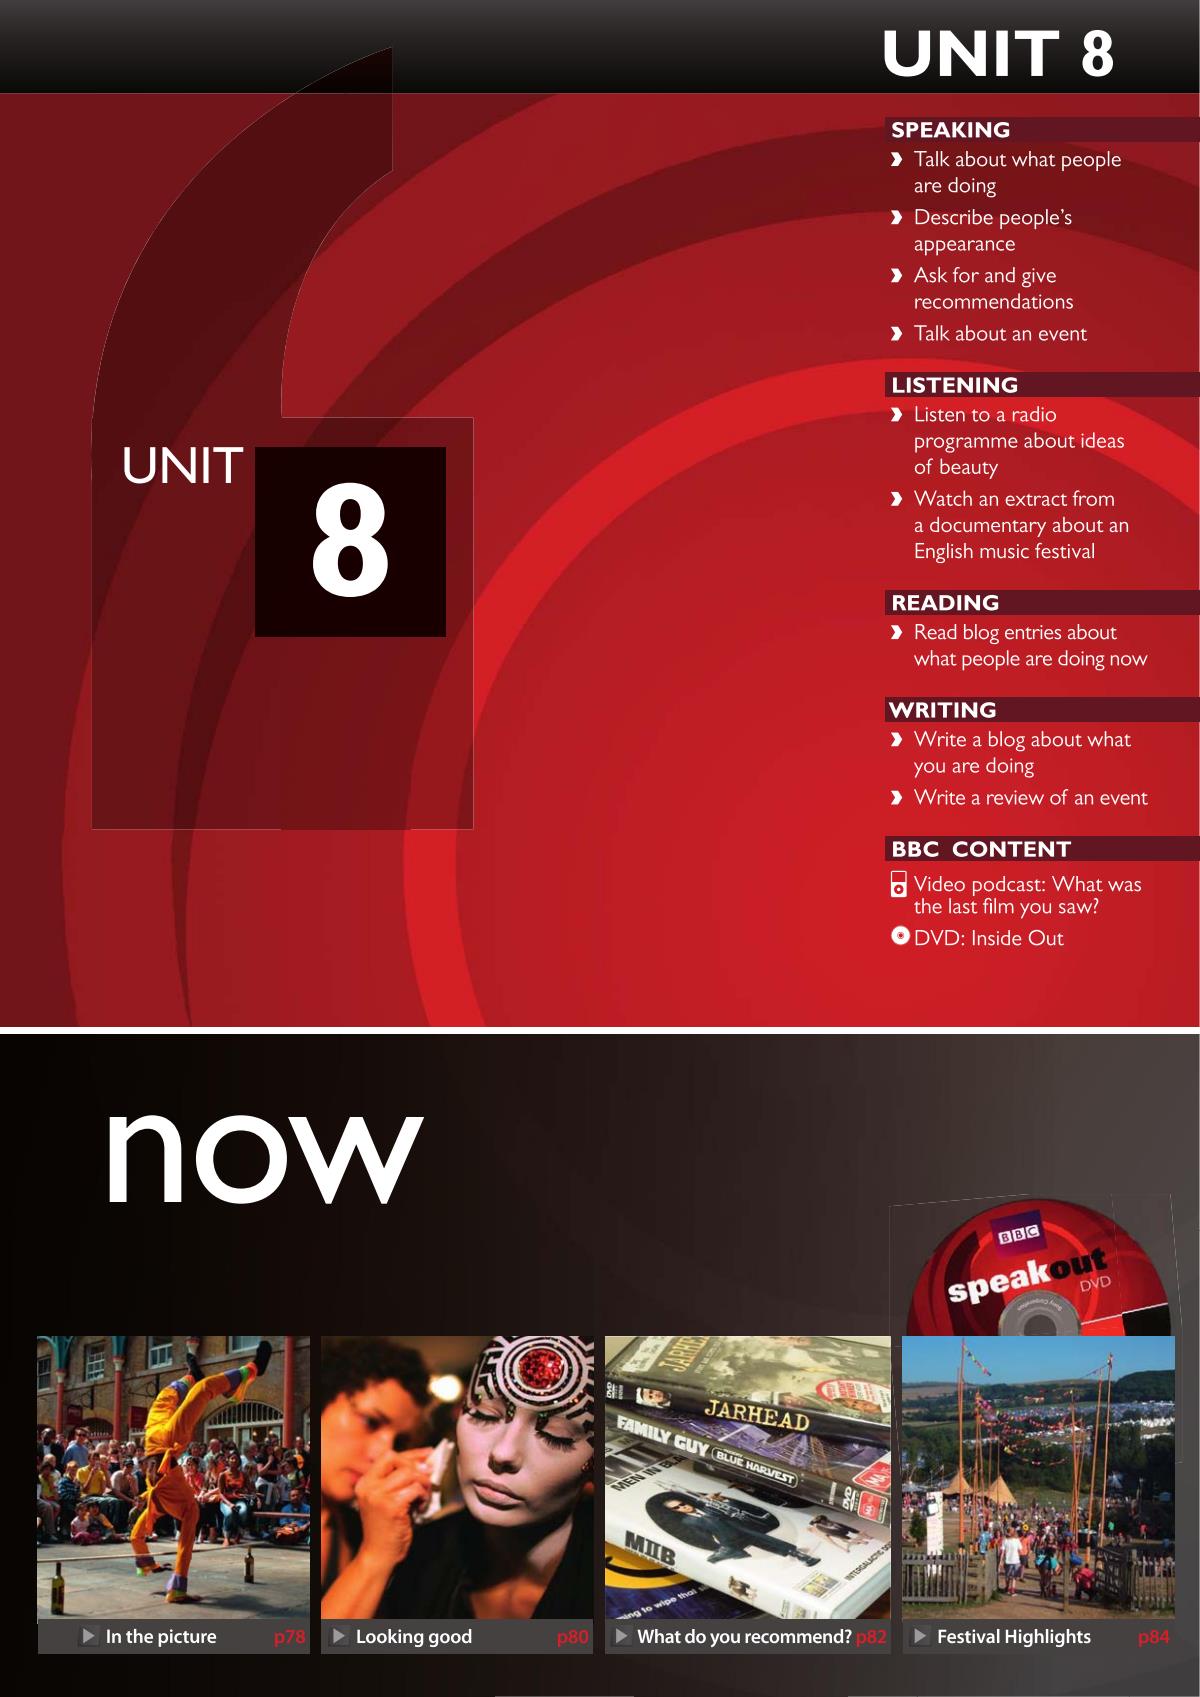 UNIT 8
SPEAKING
Talk about what people
are doing
Describe people's
appearance
Ask for and give
recommendations
Talk about an event
LISTENING
Listen to a radio
programme about ideas
of beauty
Watch an extract from
a documentary about an
English music festival
READING
Read blog entries about
what people are doing now
WRITING
Write a blog about what
you are doing
Write a review of an event
BBC CONTENT
Video podcast: What was
the last film you saw?
DVD: Inside Out
UNIT
8
now
BBC
speakout
DVD
JARHEAD
JARHEAD
FAMILY GUY
BLUE HARVEST
MEN IN BLA
MIIB
In the picture p78
Looking good p80
What do you recommend? p82
Festival Highlights p84